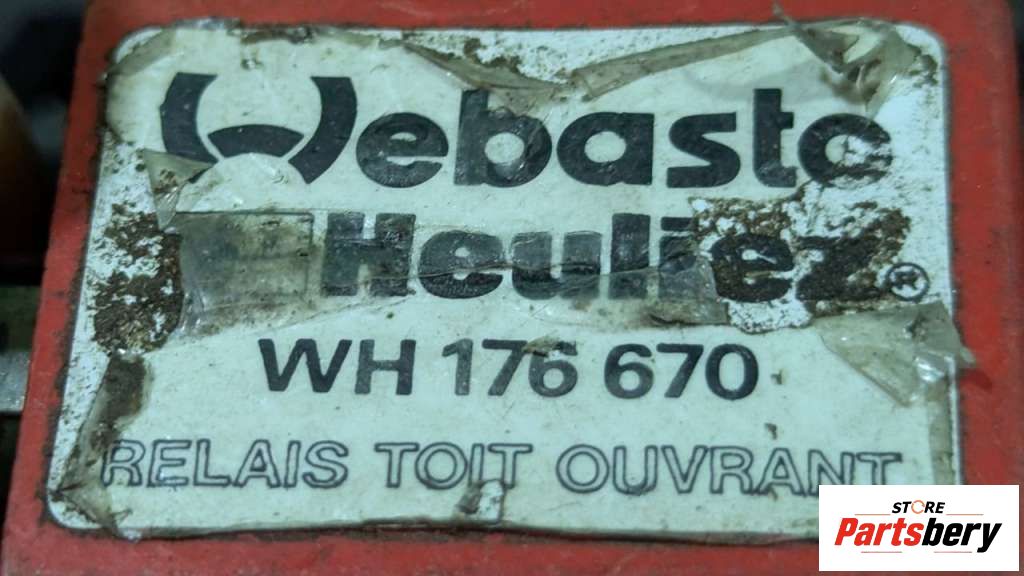 Webasto
Heuliez ®
WH 176 670
RELAIS TOIT OUVRANT
STORE
Partsbery